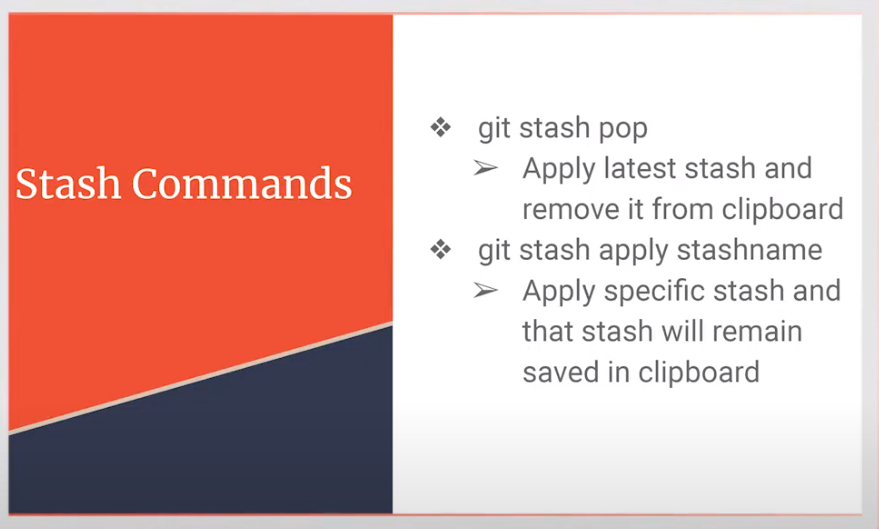 Stash Commands
❖ git stash pop
➢ Apply latest stash and
remove it from clipboard
❖ git stash apply stashname
➢ Apply specific stash and
that stash will remain
saved in clipboard